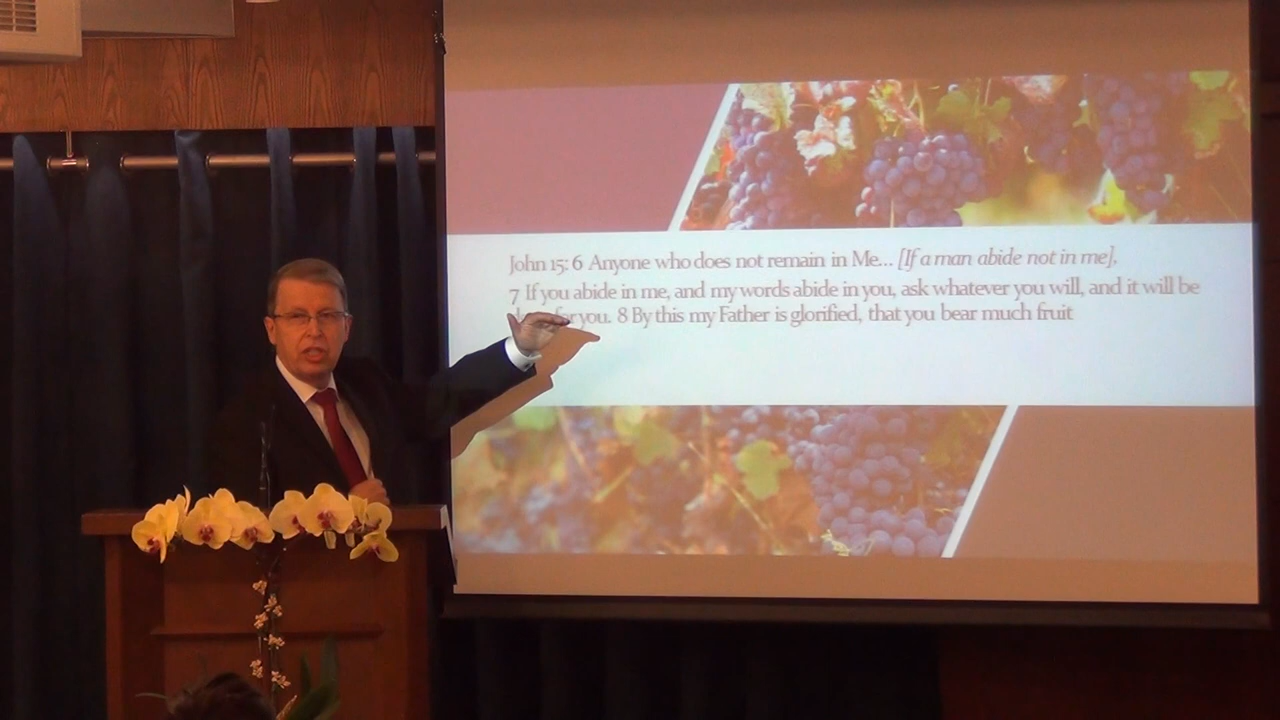 John 15: 6 Anyone who does not remain in Me... [If a man abide not in me],
7 If you abide in me, and my words abide in you, ask whatever you will, and it will be
for you. 8 By this my Father is glorified, that you bear much fruit